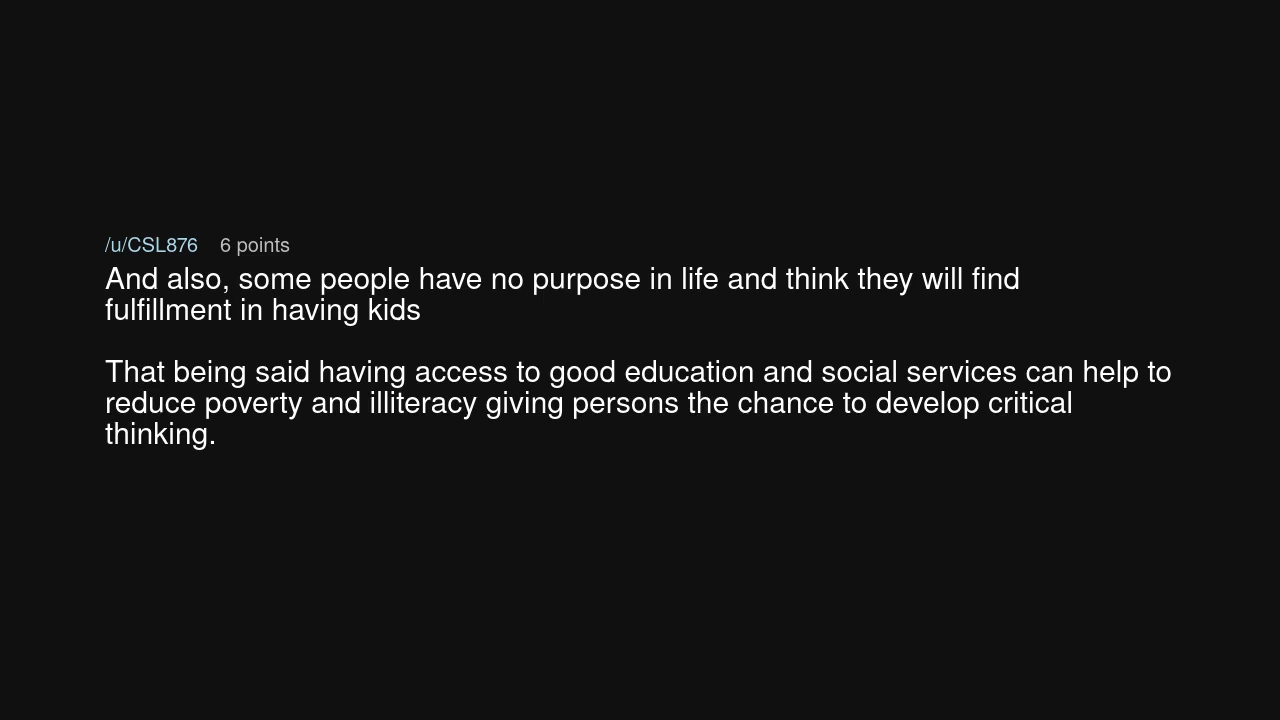 /u/CSL876 6 points
And also, some people have no purpose in life and think they will find
fulfillment in having kids
That being said having access to good education and social services can help to
reduce poverty and illiteracy giving persons the chance to develop critical
thinking.